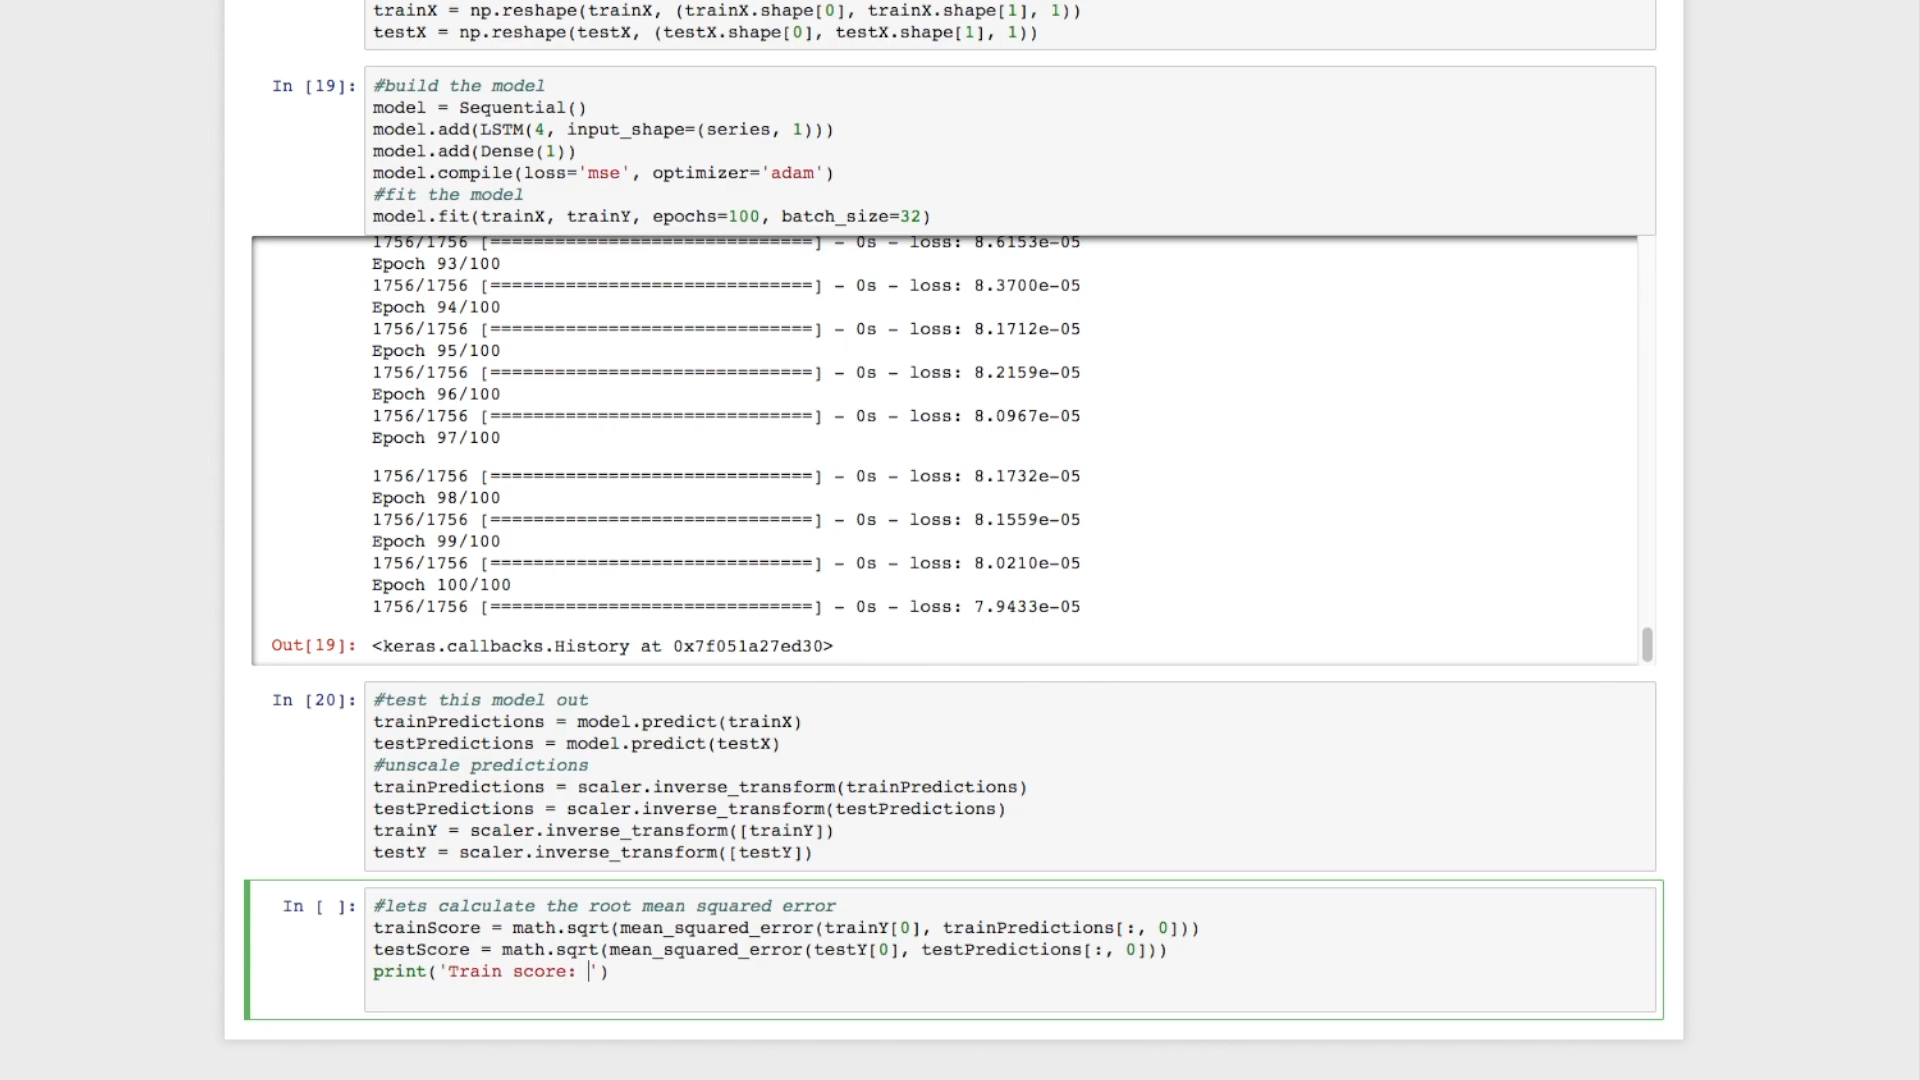 trainX = np.reshape(trainX, (trainX.shape[0], trainX.shape[1], 1))
testX = np.reshape(testX, (testX.shape[0], testX.shape[1], 1))
In [19]: #build the model
model = Sequential()
model.add(LSTM(4, input_shape=(series, 1)))
model.add(Dense(1))
model.compile(loss='mse', optimizer='adam')
#fit the model
model.fit(trainX, trainY, epochs=100, batch_size=32)
1756/1756 [==============================] - 0s - loss: 8.6153e-05
Epoch 93/100
1756/1756 [==============================] - 0s - loss: 8.3700e-05
Epoch 94/100
1756/1756 [==============================] - 0s - loss: 8.1712e-05
Epoch 95/100
1756/1756 [==============================] - 0s - loss: 8.2159e-05
Epoch 96/100
1756/1756 [==============================] - 0s - loss: 8.0967e-05
Epoch 97/100
1756/1756 [==============================] - 0s - loss: 8.1732e-05
Epoch 98/100
1756/1756 [==============================] - 0s - loss: 8.1559e-05
Epoch 99/100
1756/1756 [==============================] - 0s - loss: 8.0210e-05
Epoch 100/100
1756/1756 [==============================] - 0s - loss: 7.9433e-05
Out[19]: <keras.callbacks.History at 0x7f051a27ed30>
In [20]: #test this model out
trainPredictions = model.predict(trainX)
testPredictions = model.predict(testX)
#unscale predictions
trainPredictions = scaler.inverse_transform(trainPredictions)
testPredictions = scaler.inverse_transform(testPredictions)
trainY = scaler.inverse_transform([trainY])
testY = scaler.inverse_transform([testY])
In [ ]: #lets calculate the root mean squared error
trainScore = math.sqrt(mean_squared_error(trainY[0], trainPredictions[:, 0]))
testScore = math.sqrt(mean_squared_error(testY[0], testPredictions[:, 0]))
print('Train score: ')